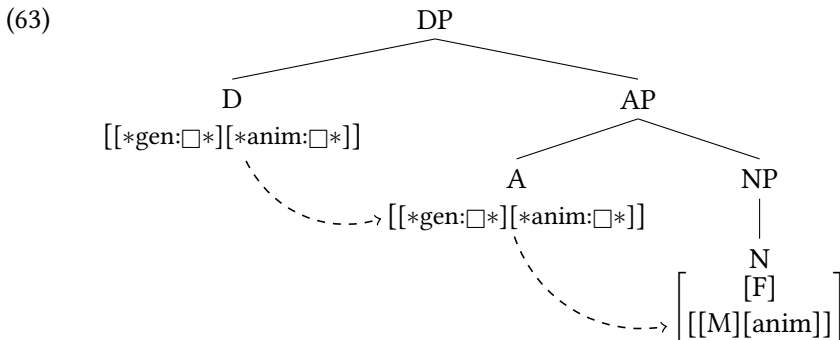 (63)
DP
D
AP
[[∗gen:□∗][∗anim:□∗]]
A
NP
[[∗gen:□∗][∗anim:□∗]]
N
[F]
[[M][anim]]